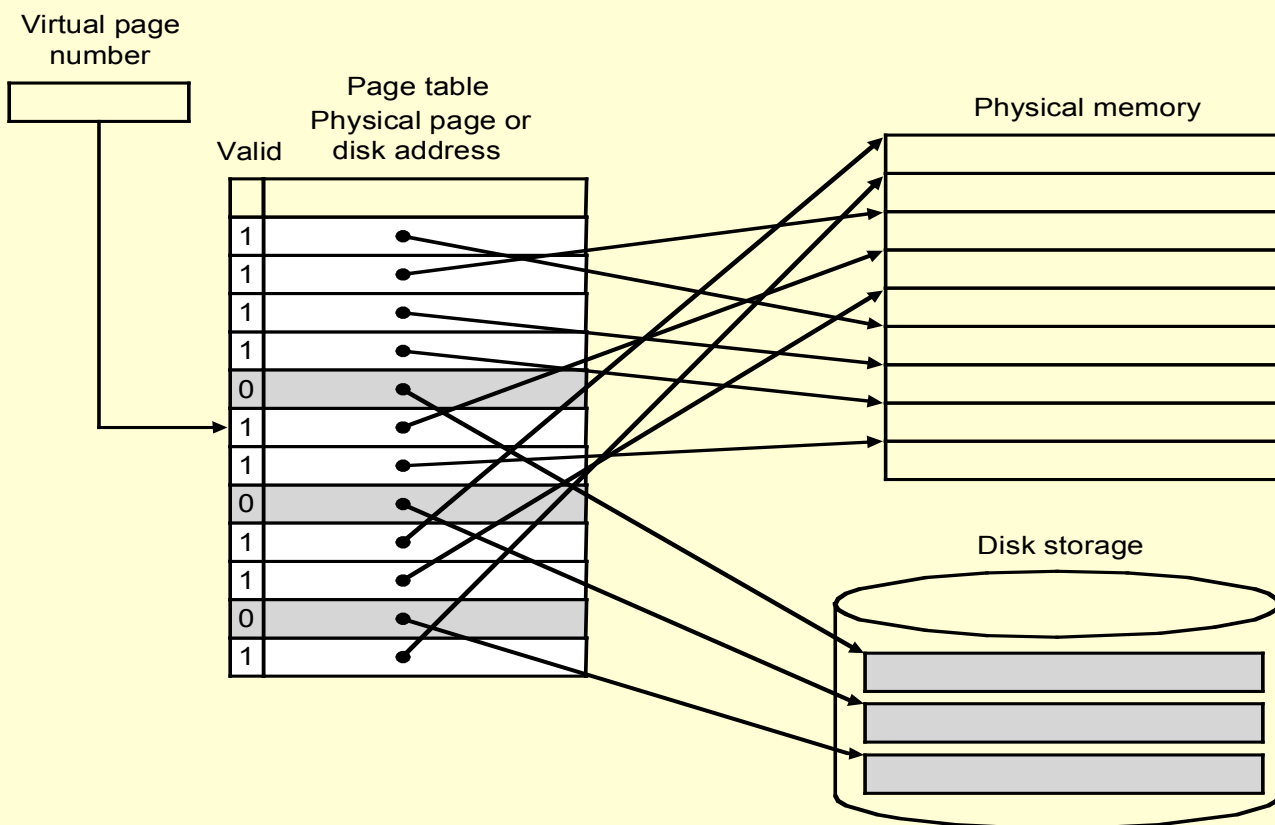 Virtual page
number
Page table
Physical page or
disk address
Valid
Physical memory
1
1
1
1
0
1
1
0
1
1
0
1
Disk storage